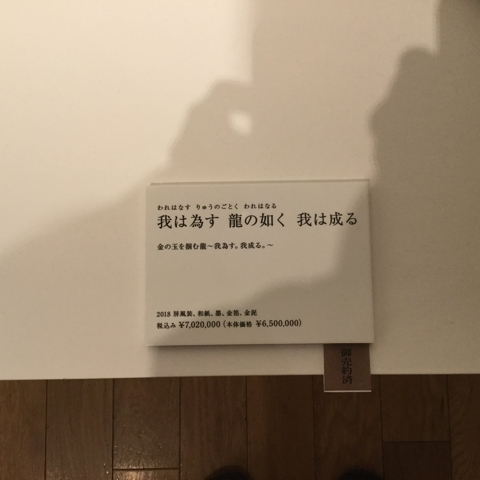 われはなす りゅうのごとく われはなる
我は為す 龍の如く 我は成る
金の玉を掴む龍〜我為す。我成る。〜
2018 屏風装、和紙、墨、金箔、金泥
税込み ¥7,020,000（本体価格 ¥6,500,000）
御売約済